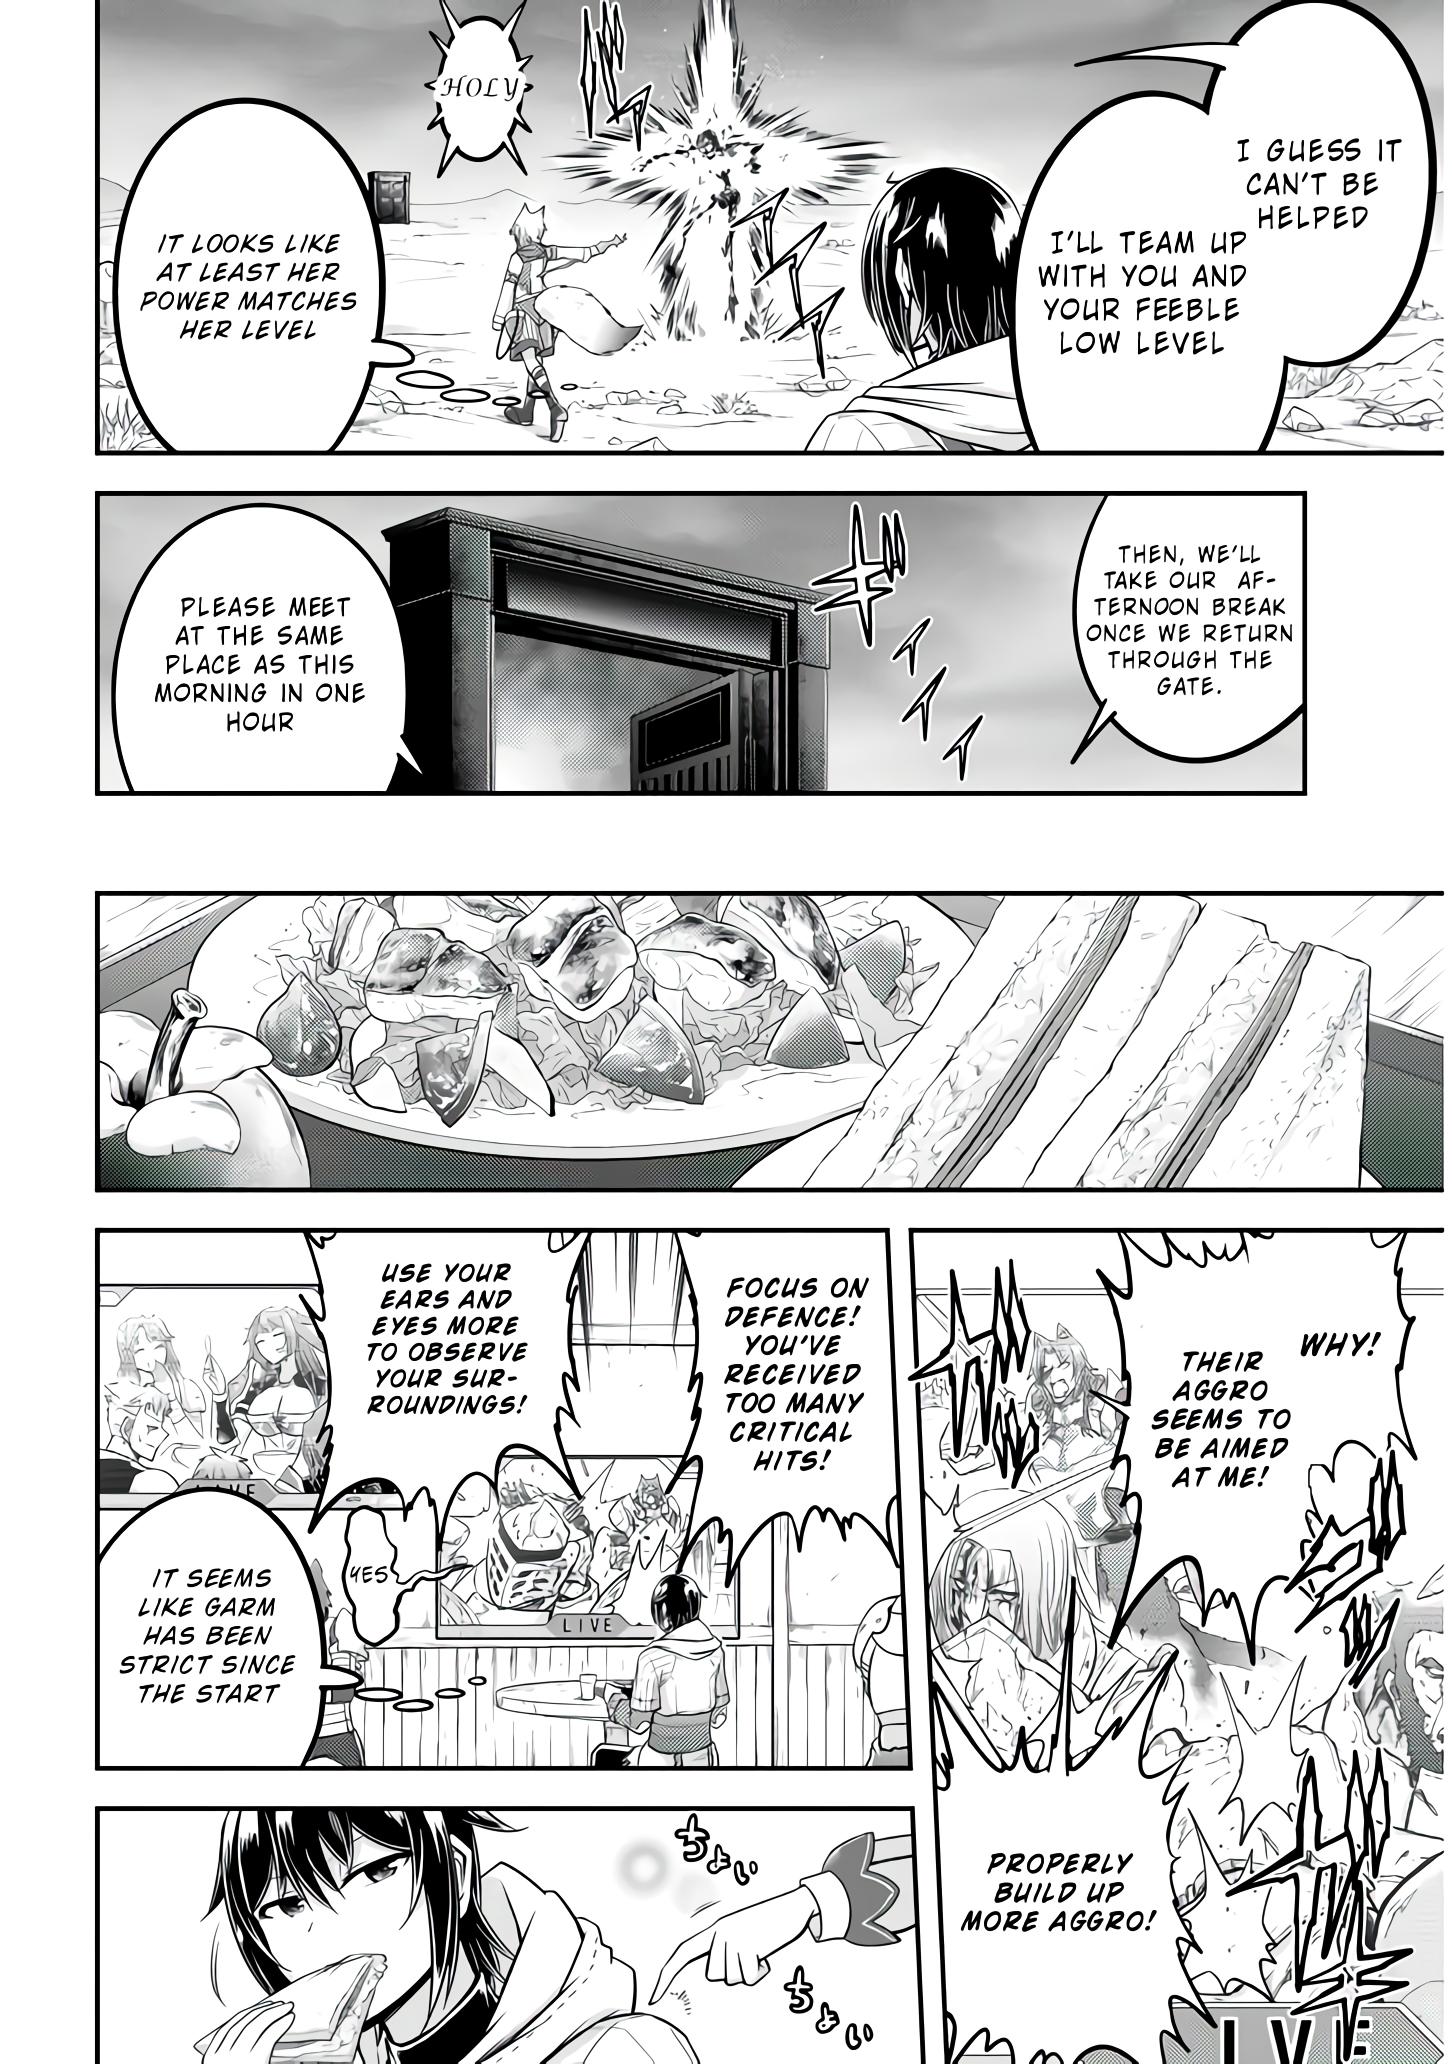 I GUESS IT
CAN'T BE
HELPED
I'LL TEAM UP
WITH YOU AND
YOUR FEEBLE
LOW LEVEL
HOLY
IT LOOKS LIKE
AT LEAST HER
POWER MATCHES
HER LEVEL
THEN, WE'LL
TAKE OUR AF-
TERNOON BREAK
ONCE WE RETURN
THROUGH THE
GATE.
PLEASE MEET
AT THE SAME
PLACE AS THIS
MORNING IN ONE
HOUR
WHY!
THEIR
AGGRO
SEEMS TO
BE AIMED
AT ME!
PROPERLY
BUILD UP
MORE AGGRO!
LIVE
FOCUS ON
DEFENCE!
YOU'VE
RECEIVED
TOO MANY
CRITICAL
HITS!
USE YOUR
EARS AND
EYES MORE
TO OBSERVE
YOUR SUR-
ROUNDINGS!
LIVE
YES
LIVE
IT SEEMS
LIKE GARM
HAS BEEN
STRICT SINCE
THE START
ちょい
ちょい